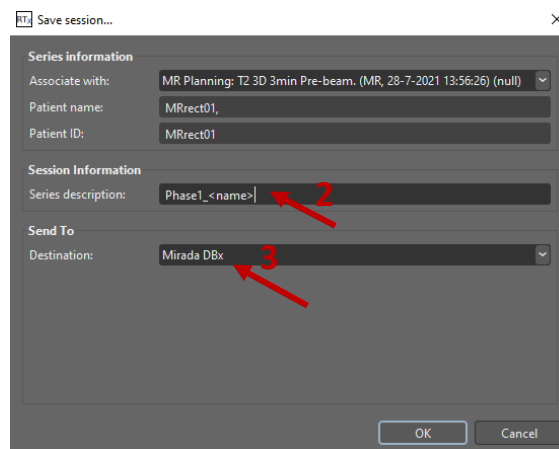 RTx Save session...
Series information
Associate with: MR Planning: T2 3D 3min Pre-beam. (MR, 28-7-2021 13:56:26) (null)
Patient name: MRrect01,
Patient ID: MRrect01
Session Information
Series description: Phase1_<name> 2
Send To
Destination: Mirada DBx 3
OK Cancel